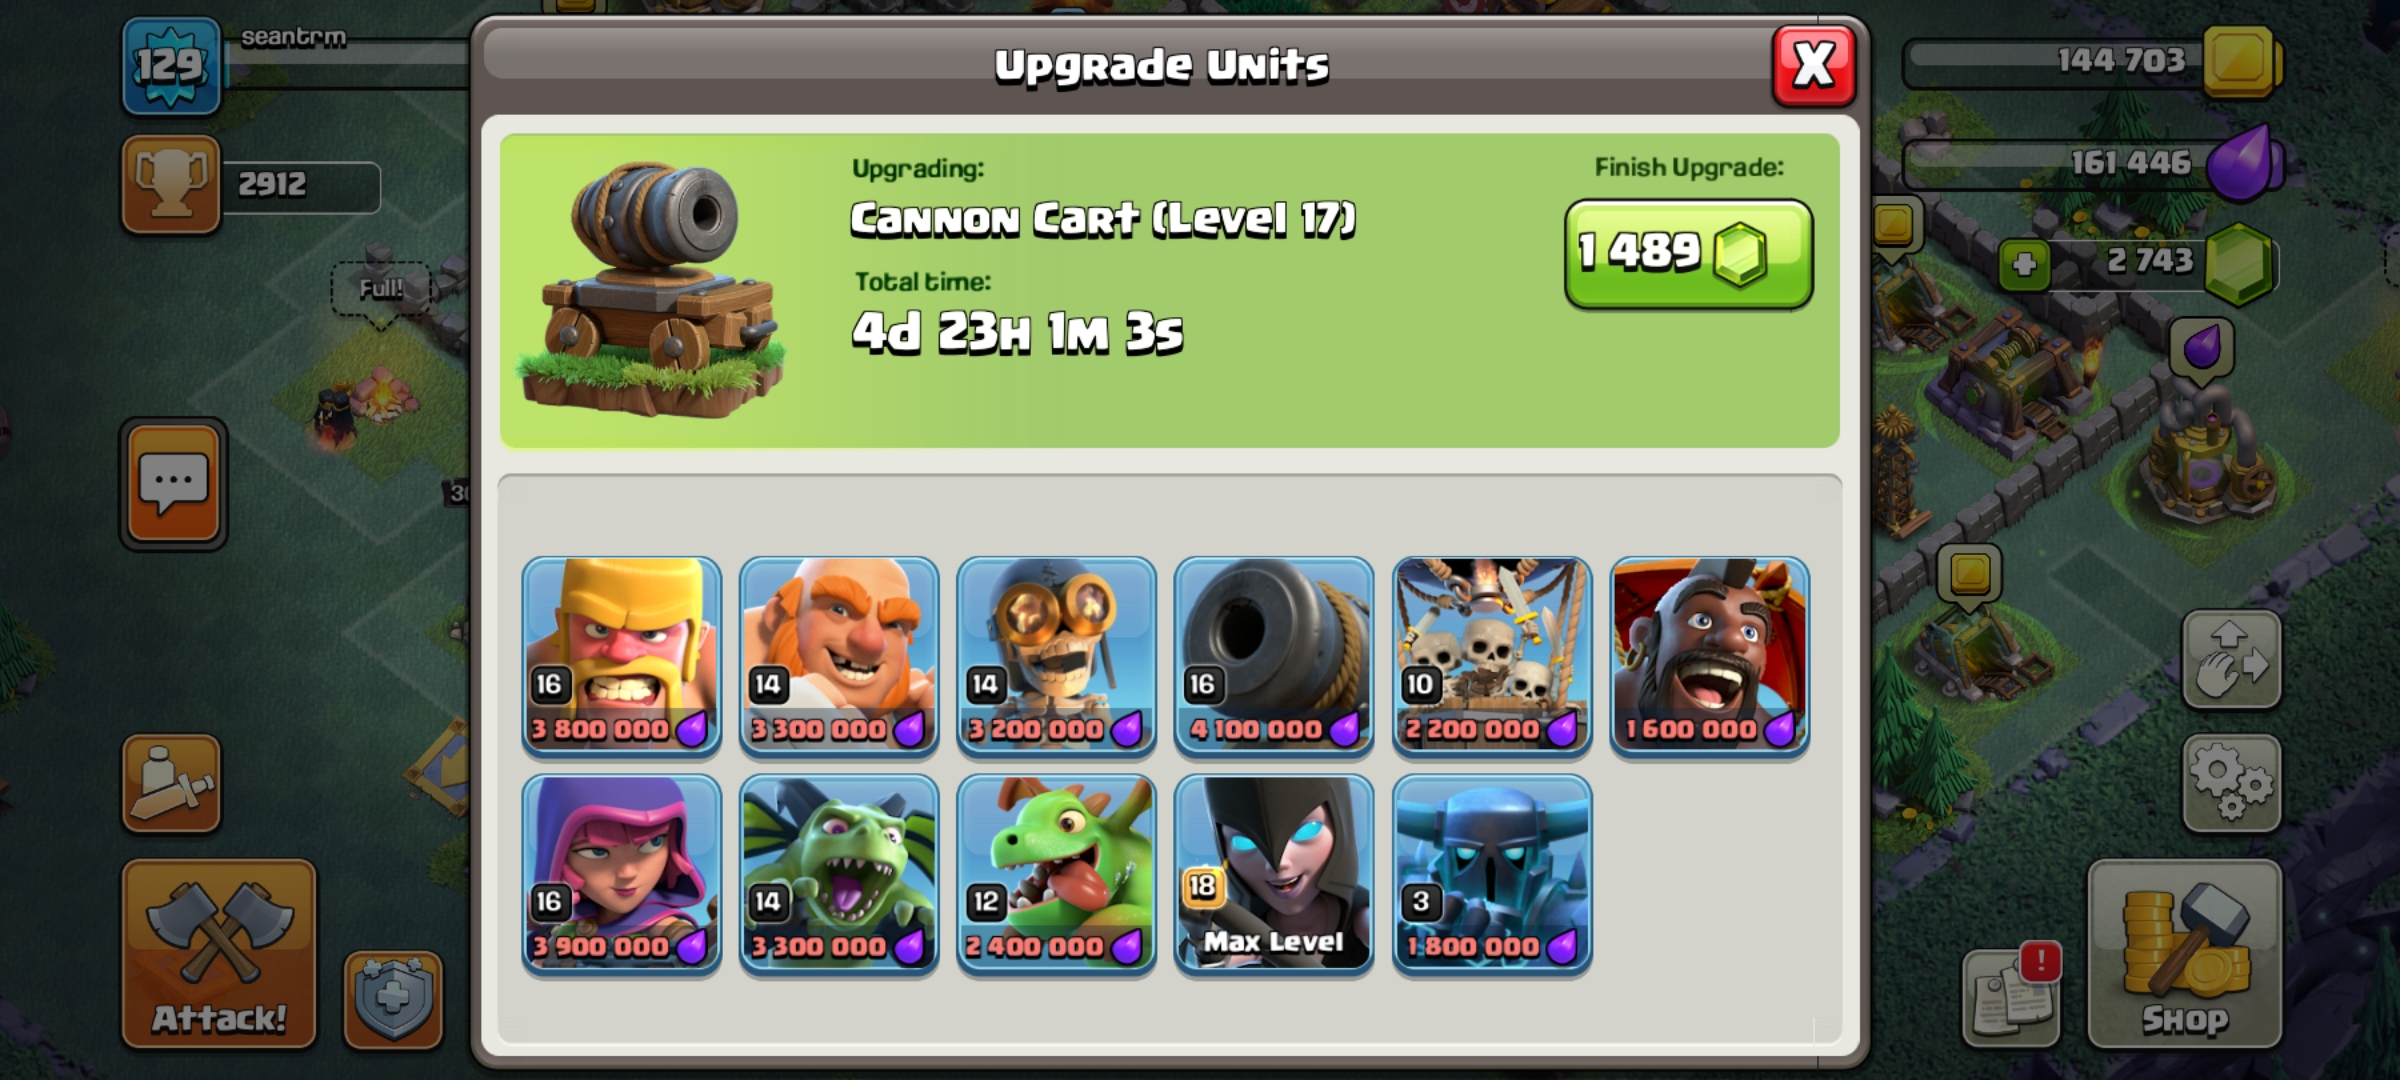 Upgrade Units
X
129
seantrm
2912
144 703
161 446
2 743
Full!
Upgrading:
Cannon Cart (Level 17)
Total time:
4d 23H 1M 3s
Finish Upgrade:
1 489
16
3 800 000
14
3 300 000
14
3 200 000
16
4 100 000
10
2 200 000
1 600 000
16
3 900 000
14
3 300 000
12
2 400 000
18
Max Level
3
1 800 000
Attack!
!
Shop